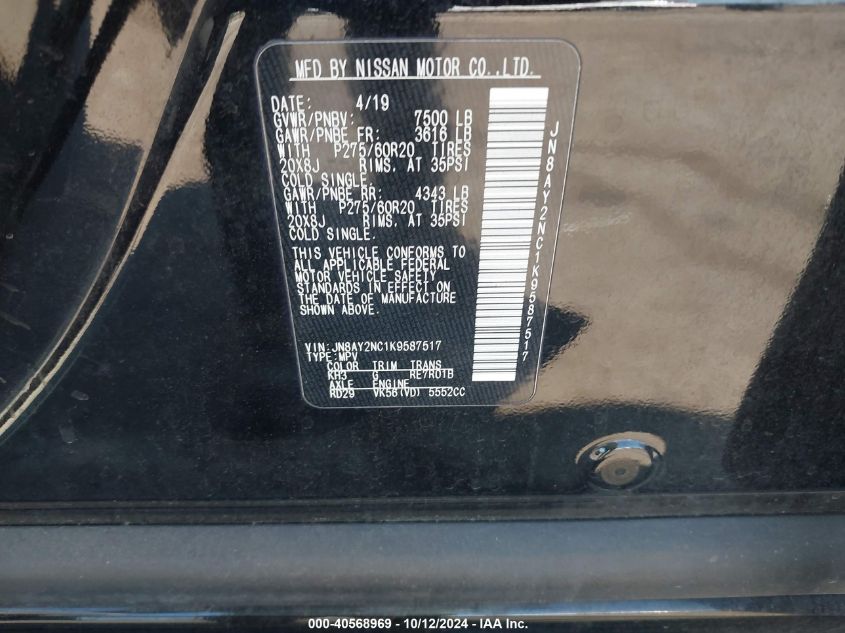 MFD BY NISSAN MOTOR CO.,LTD.
DATE: 4/19
GVWR/PNBV: 7500 LB
GAWR/PNBE FR: 3616 LB
WITH P275/60R20 TIRES
20X8J RIMS, AT 35PSI
COLD SINGLE.
GAWR/PNBE RR: 4343 LB
WITH P275/60R20 TIRES
20X8J RIMS, AT 35PSI
COLD SINGLE.
THIS VEHICLE CONFORMS TO
ALL APPLICABLE FEDERAL
MOTOR VEHICLE SAFETY
STANDARDS IN EFFECT ON
THE DATE OF MANUFACTURE
SHOWN ABOVE.
VIN: JN8AY2NC1K9587517
TYPE: MPV
COLOR TRIM TRANS
KH3 G RE7R01B
AXLE ENGINE
RD29 VK56(VD) 5552CC
JN8AY2NC1K9587517
000-40568969 - 10/12/2024 - IAA Inc.